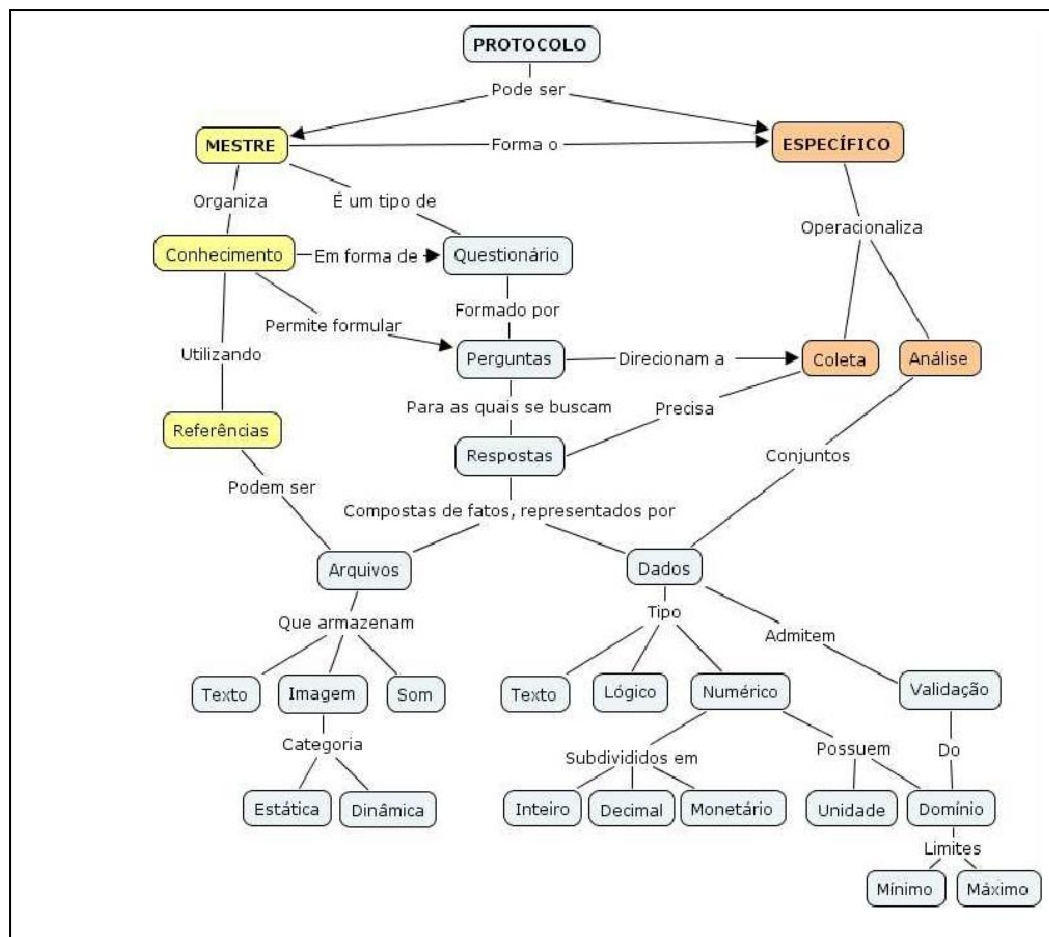 PROTOCOLO
Pode ser
MESTRE
Forma o
ESPECÍFICO
Organiza
É um tipo de
Operacionaliza
Conhecimento
Em forma de
Questionário
Formado por
Permite formular
Utilizando
Perguntas
Direcionam a
Coleta
Análise
Para as quais se buscam
Precisa
Referências
Respostas
Conjuntos
Podem ser
Compostas de fatos, representados por
Arquivos
Dados
Que armazenam
Tipo
Admitem
Texto
Imagem
Som
Texto
Lógico
Numérico
Validação
Categoria
Subdivididos em
Possuem
Do
Estática
Dinâmica
Inteiro
Decimal
Monetário
Unidade
Domínio
Limites
Mínimo
Máximo